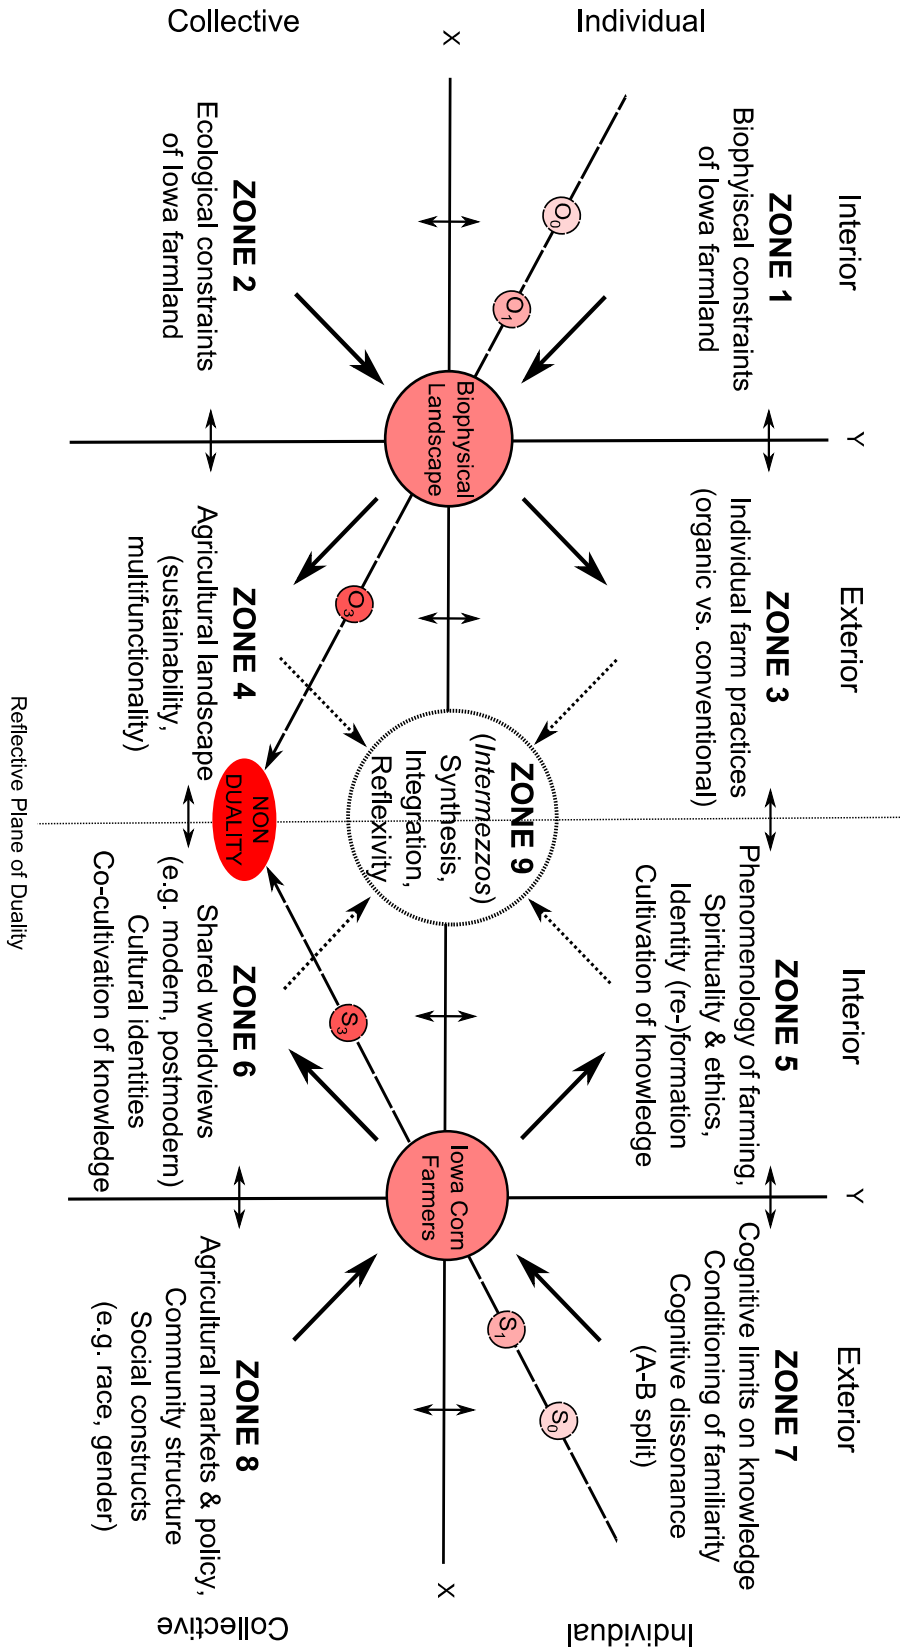 Interior
Exterior
Interior
Exterior
Individual
Collective
Individual
Collective
Y
Y
X
X
ZONE 1
Biophyiscal constraints
of Iowa farmland
ZONE 3
Individual farm practices
(organic vs. conventional)
ZONE 5
Phenomenology of farming,
Spirituality & ethics,
Identity (re-)formation
Cultivation of knowledge
ZONE 7
Cognitive limits on knowledge
Conditioning of familiarity
Cognitive dissonance
(A-B split)
O₀
O₁
Biophysical
Landscape
O₃
ZONE 9
(Intermezzos)
Synthesis,
Integration,
Reflexivity
NON
DUALITY
S₃
Iowa Corn
Farmers
S₁
S₀
ZONE 2
Ecological constraints
of Iowa farmland
ZONE 4
Agricultural landscape
(sustainability,
multifunctionality)
ZONE 6
Shared worldviews
(e.g. modern, postmodern)
Cultural identities
Co-cultivation of knowledge
ZONE 8
Agricultural markets & policy,
Community structure
Social constructs
(e.g. race, gender)
Reflective Plane of Duality